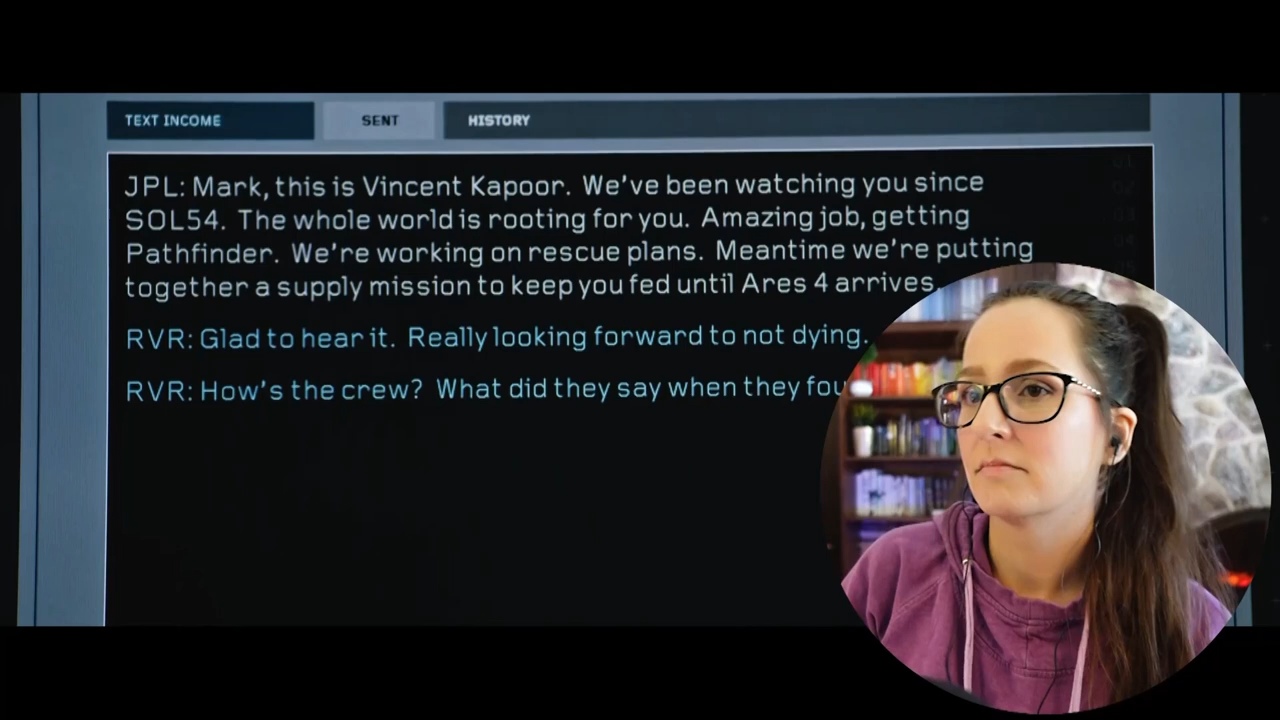 TEXT INCOME
SENT
HISTORY
JPL: Mark, this is Vincent Kapoor. We've been watching you since
SOL54. The whole world is rooting for you. Amazing job, getting
Pathfinder. We're working on rescue plans. Meantime we're putting
together a supply mission to keep you fed until Ares 4 arrives.
RVR: Glad to hear it. Really looking forward to not dying.
RVR: How's the crew? What did they say when they